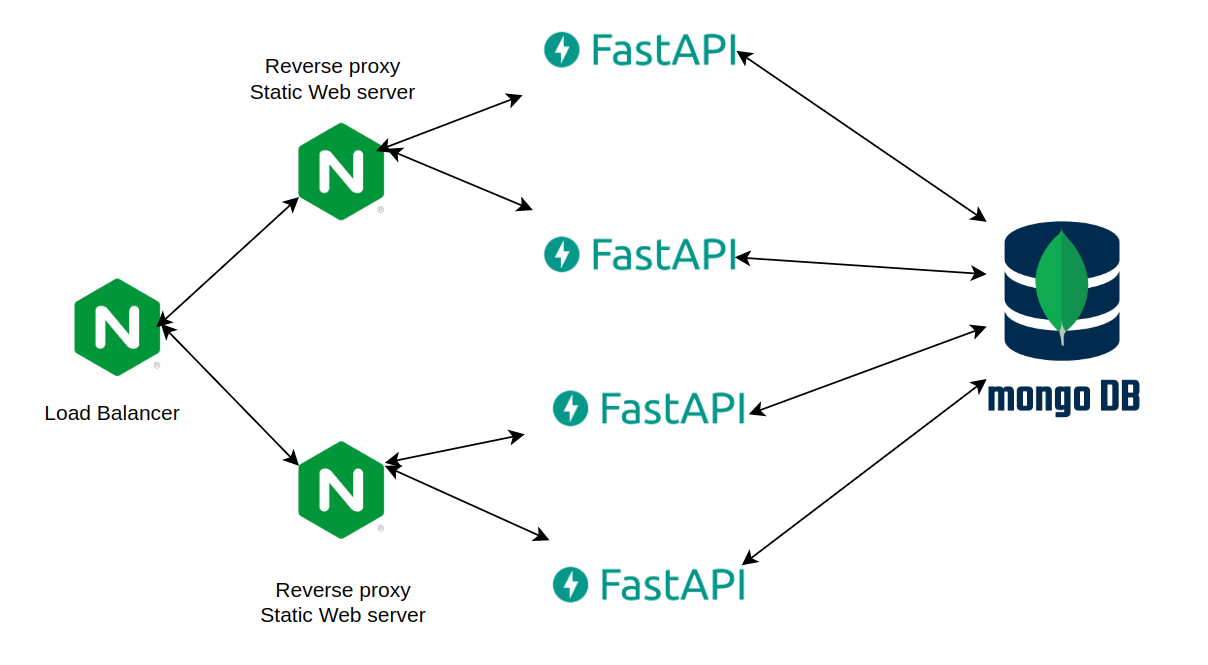 Reverse proxy
Static Web server
FastAPI
FastAPI
N
®
N
®
Load Balancer
mongo DB
FastAPI
N
®
FastAPI
Reverse proxy
Static Web server